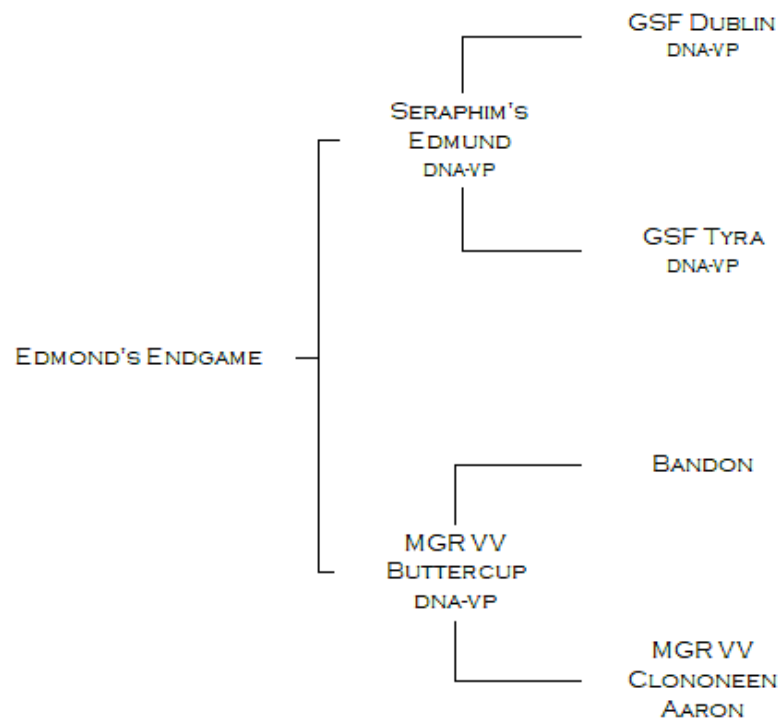 GSF Dublin
DNA-VP
Seraphim's
Edmund
DNA-VP
GSF Tyra
DNA-VP
Edmond's Endgame
Bandon
MGR VV
Buttercup
DNA-VP
MGR VV
Clononeen
Aaron